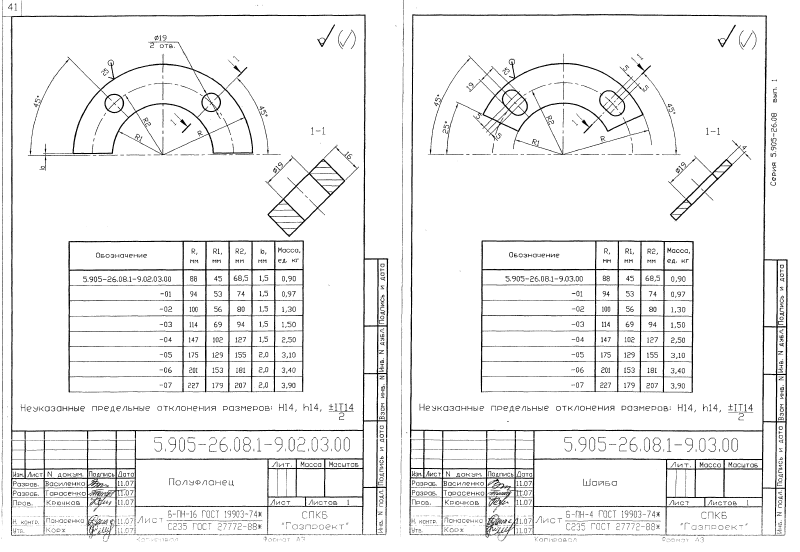 41
Ø19
2 отв.
R3
1
45°
45°
R2
R1
R
1
b
1-1
Ø19
16
Обозначение R, мм R1, мм R2, мм b, мм Масса, ед. кг
5.905-26.08.1-9.02.03.00 88 45 68,5 1,5 0,90
-01 94 53 74 1,5 0,97
-02 100 56 80 1,5 1,30
-03 114 69 94 1,5 1,50
-04 147 102 127 1,5 2,50
-05 175 129 155 2,0 3,10
-06 201 153 181 2,0 3,40
-07 227 179 207 2,0 3,90
Неуказанные предельные отклонения размеров: H14, h14, ±IT14
2
5.905-26.08.1-9.02.03.00
Изм. Лист N докум. Подпись Дата
Разраб. Василенко 11.07
Разраб. Тарасенко 11.07
Пров. Крючков 11.07
Н. контр. Панасенко 11.07
Утв. Корж 11.07
Полуфланец
Лит. Масса Масштаб
Лист Листов 1
Лист Б-ПН-16 ГОСТ 19903-74ж
С235 ГОСТ 27772-88ж
СПКБ
"Газпроект"
Копировал Формат А3
Подпись и дата
Инв. N дубл.
Взам инв. N
Подпись и дата
Инв. N подл.
Серия 5.905-26.08 вып. 1
19
5
1
45°
25°
45°
5
5
R2
R1
R
1
1-1
Ø19
4
Обозначение R, мм R1, мм R2, мм Масса, ед. кг
5.905-26.08.1-9.03.00 88 45 68,5 0,90
-01 94 53 74 0,97
-02 100 56 80 1,30
-03 114 69 94 1,50
-04 147 102 127 2,50
-05 175 129 155 3,10
-06 201 153 181 3,40
-07 227 179 207 3,90
Неуказанные предельные отклонения размеров: H14, h14, ±IT14
2
5.905-26.08.1-9.03.00
Изм. Лист N докум. Подпись Дата
Разраб. Василенко 11.07
Разраб. Тарасенко 11.07
Пров. Крючков 11.07
Н. контр. Панасенко 11.07
Утв. Корж 11.07
Шайба
Лит. Масса Масштаб
Лист Листов 1
Лист Б-ПН-4 ГОСТ 19903-74ж
С235 ГОСТ 27772-88ж
СПКБ
"Газпроект"
Копировал Формат А3
Подпись и дата
Инв. N дубл.
Взам инв. N
Подпись и дата
Инв. N подл.